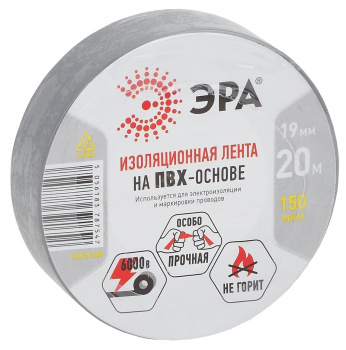 ЭРА®
19 мм
20 м
150 мкм
ИЗОЛЯЦИОННАЯ ЛЕНТА
НА ПВХ-ОСНОВЕ
Используется для электроизоляции
и маркировки проводов
ОСОБО
ПРОЧНАЯ
6000в
НЕ ГОРИТ